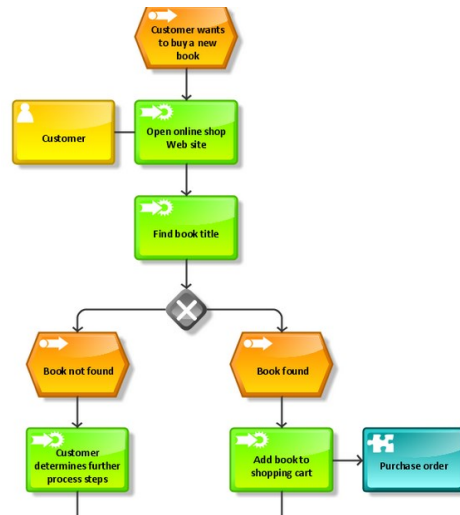 Customer wants
to buy a new
book
Customer
Open online shop
Web site
Find book title
Book not found
Book found
Customer
determines further
process steps
Add book to
shopping cart
Purchase order